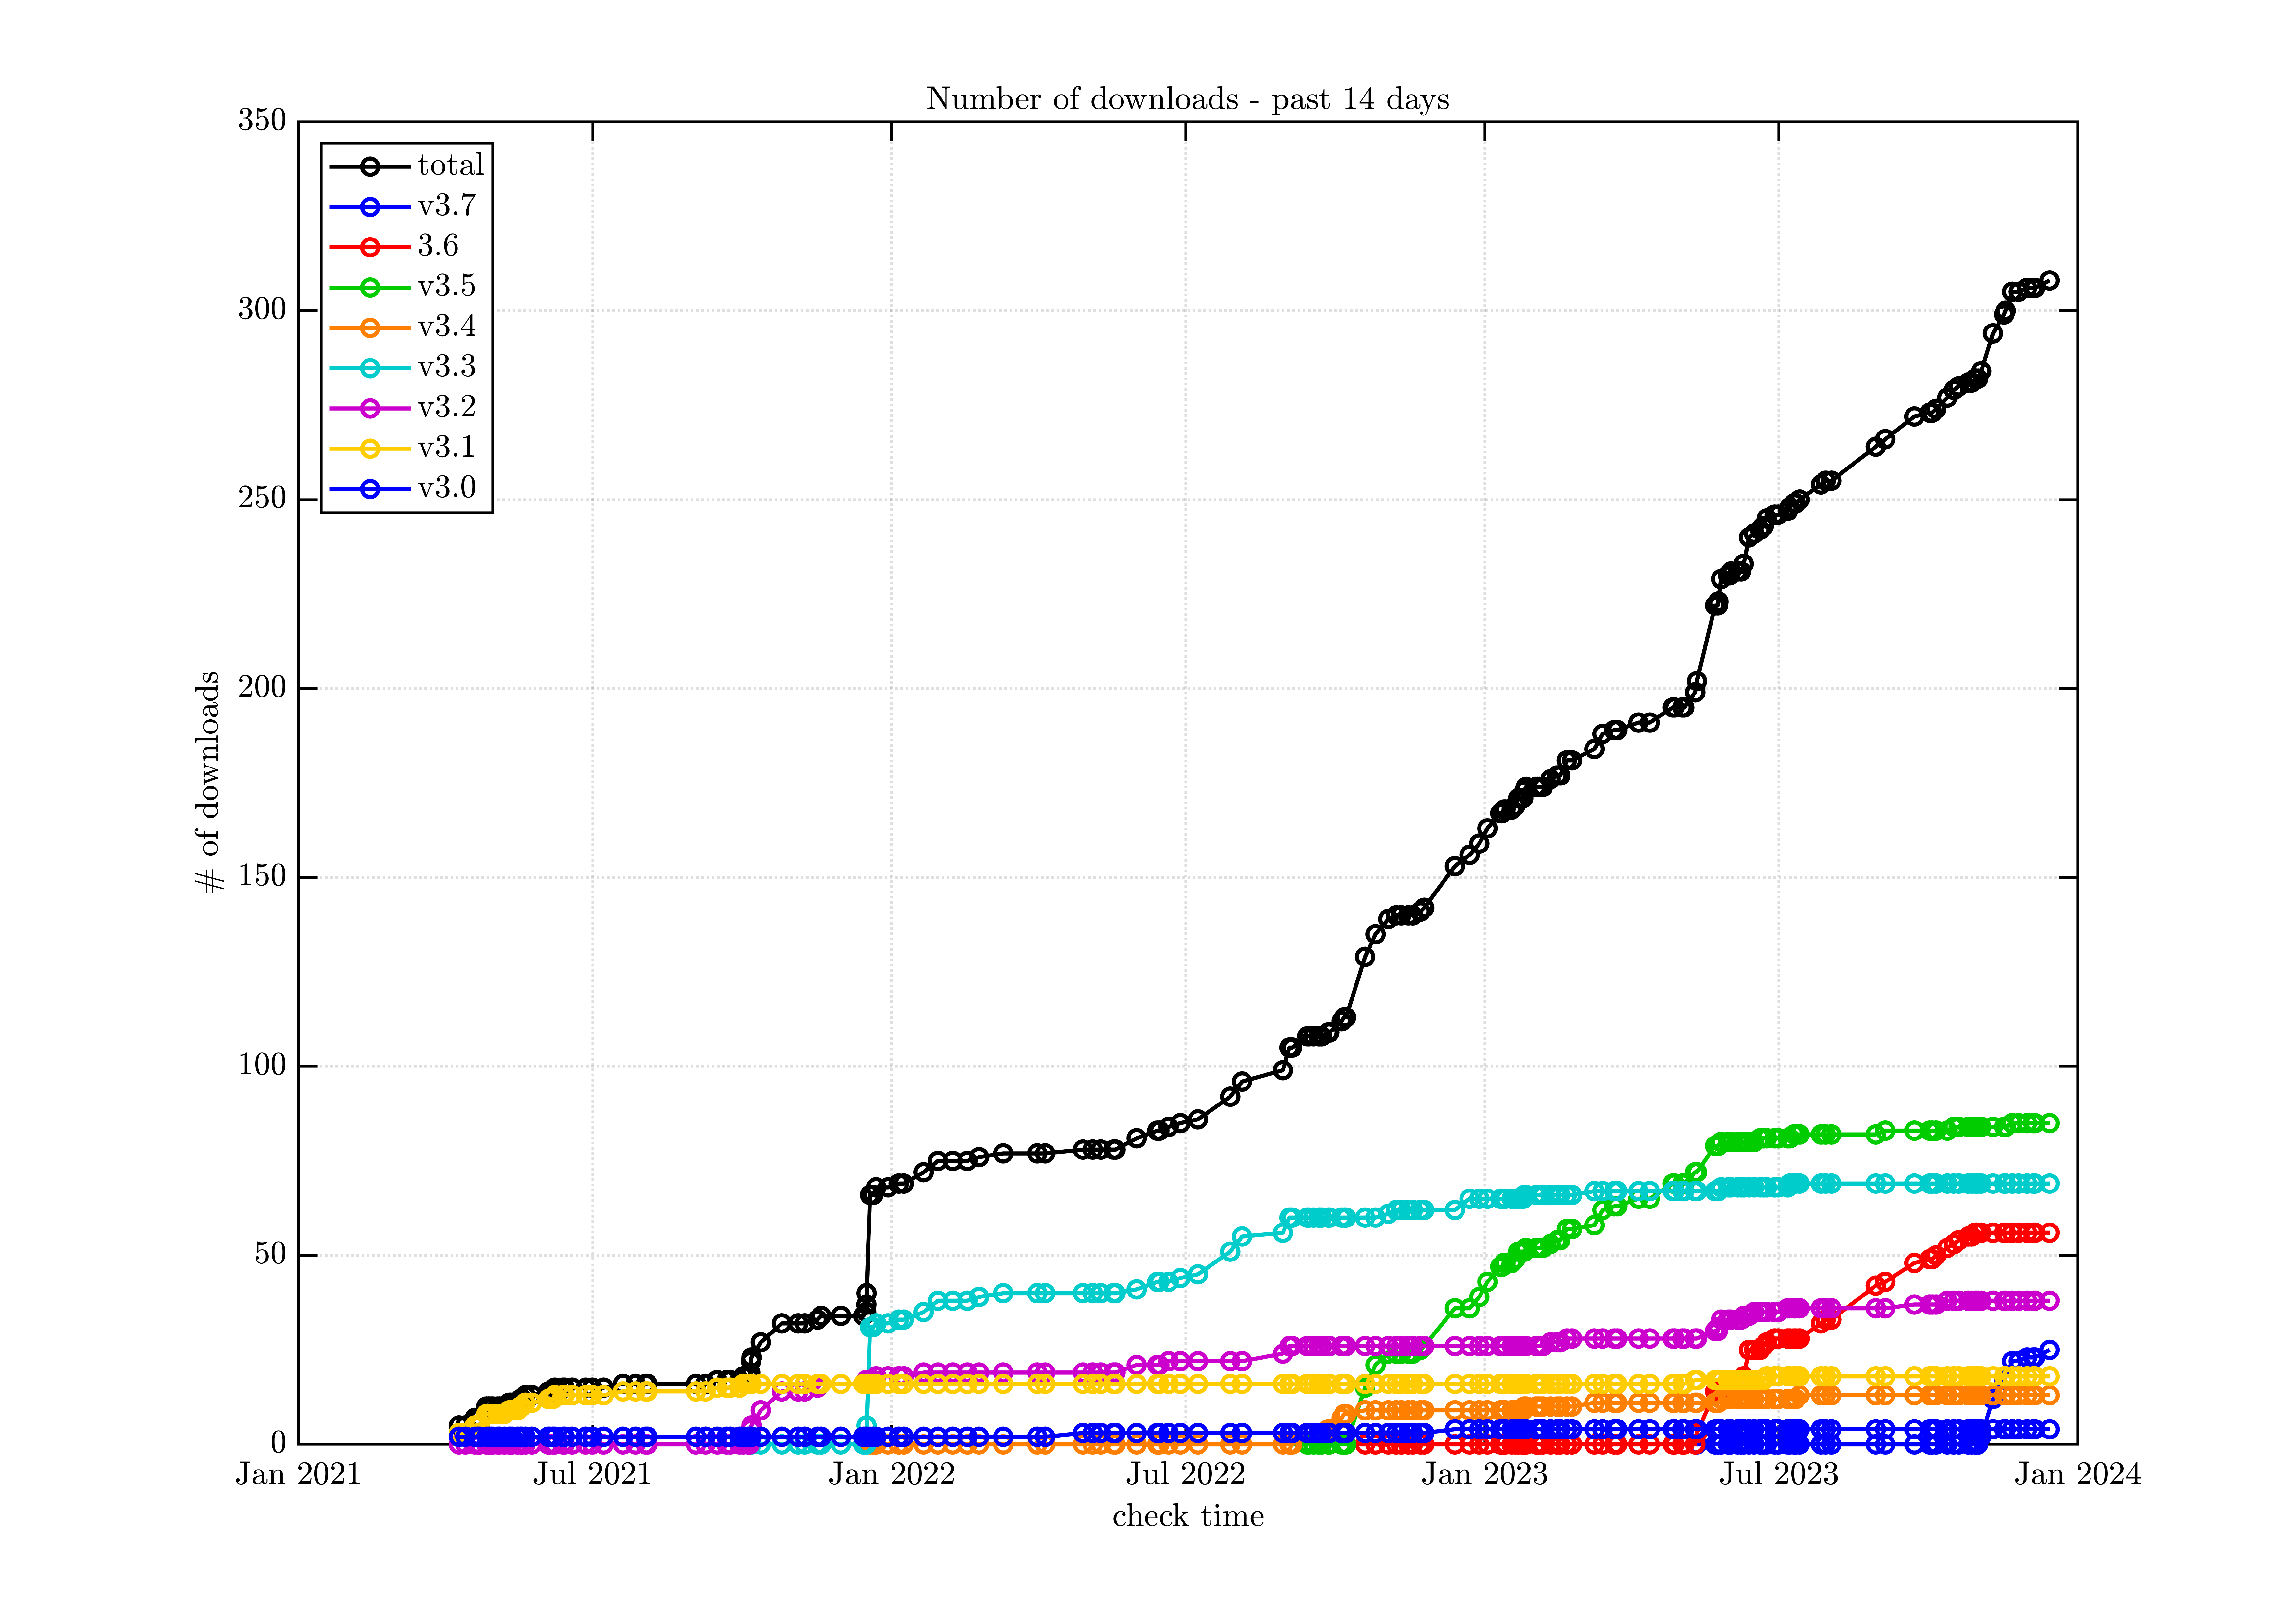 Number of downloads - past 14 days
350
300
250
200
150
100
50
0
# of downloads
total
v3.7
3.6
v3.5
v3.4
v3.3
v3.2
v3.1
v3.0
Jan 2021 Jul 2021 Jan 2022 Jul 2022 Jan 2023 Jul 2023 Jan 2024
check time